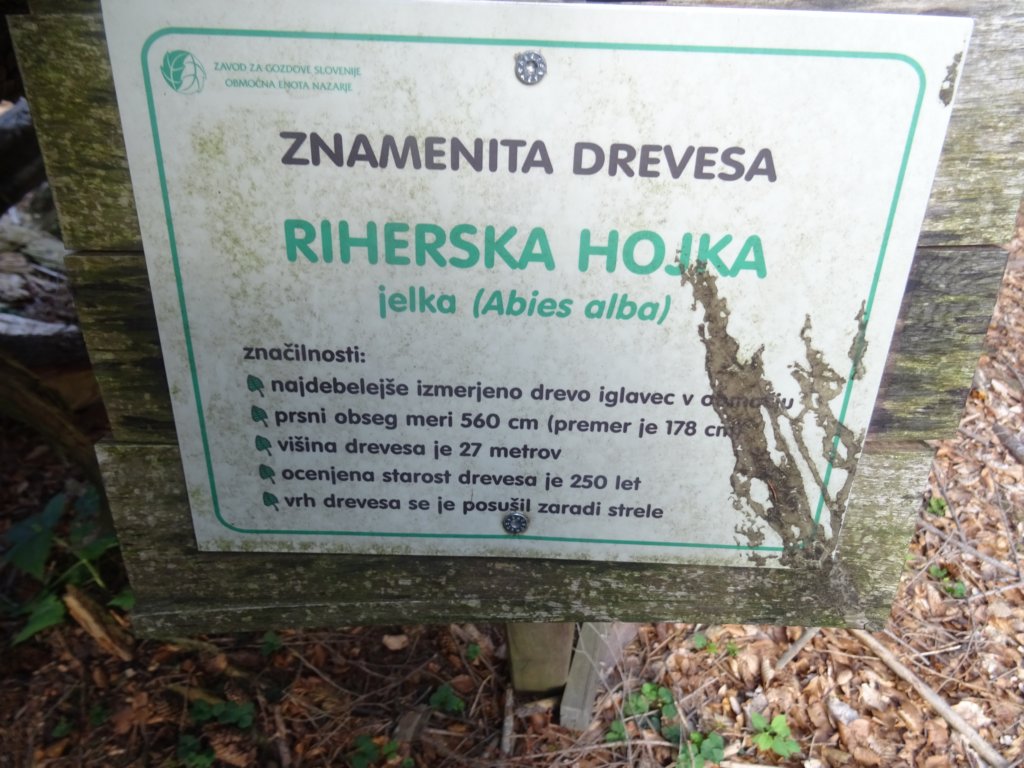 ZAVOD ZA GOZDOVE SLOVENIJE
OBMOČNA ENOTA NAZARJE
ZNAMENITA DREVESA
RIHERSKA HOJKA
jelka (Abies alba)
značilnosti:
najdebelejše izmerjeno drevo iglavec v območju
prsni obseg meri 560 cm (premer je 178 cm)
višina drevesa je 27 metrov
ocenjena starost drevesa je 250 let
vrh drevesa se je posušil zaradi strele